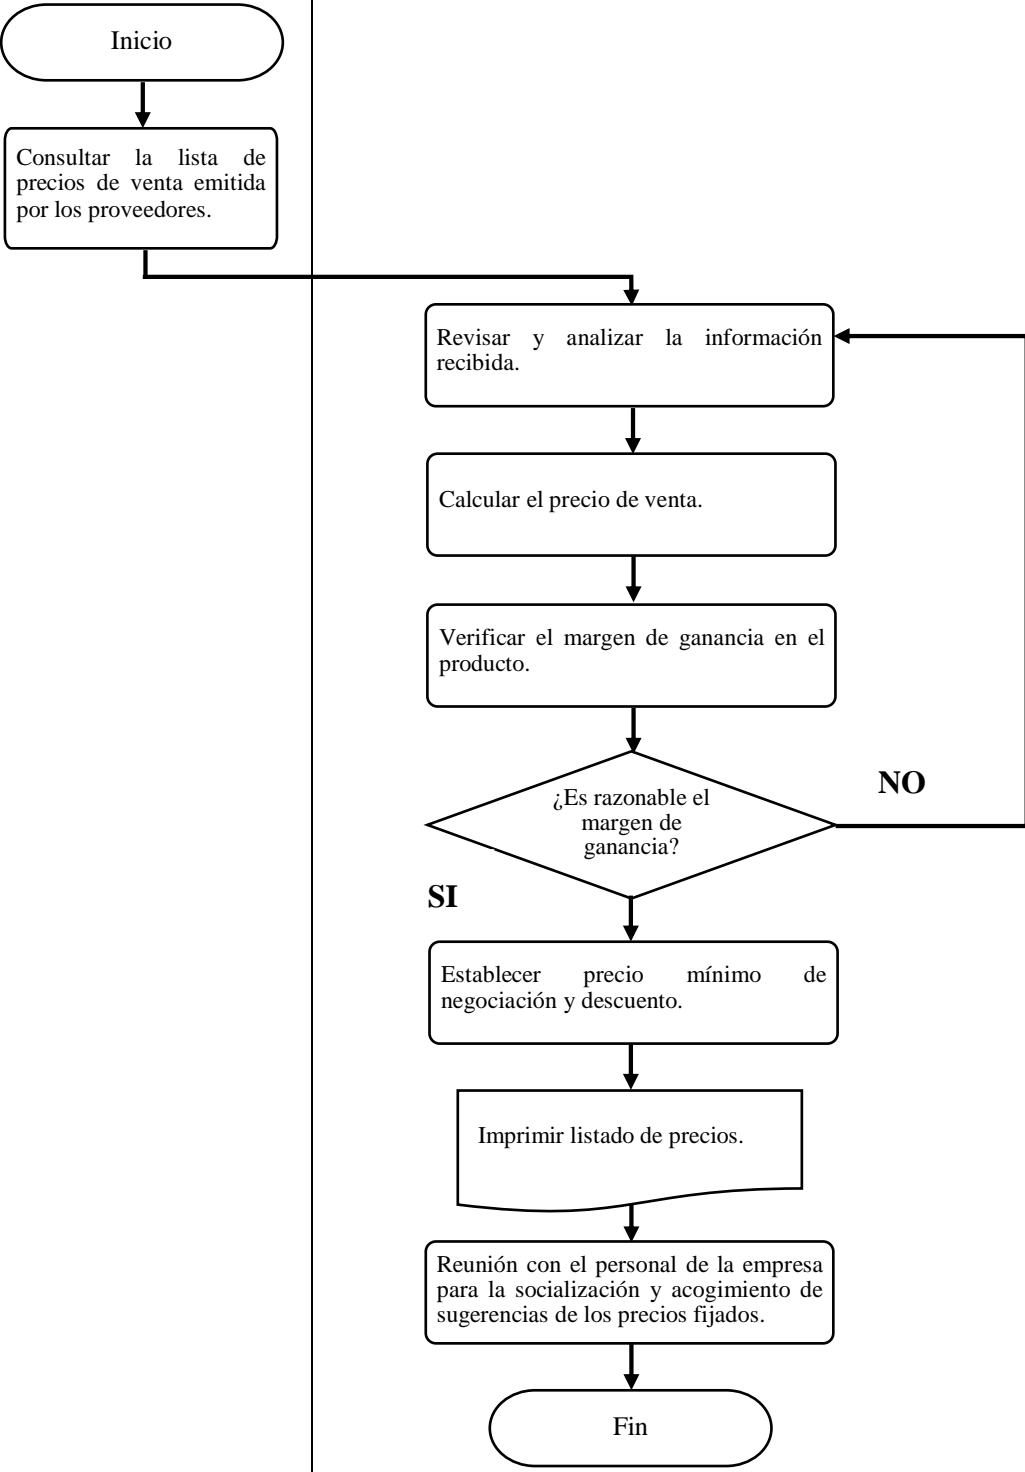 Inicio
Consultar la lista de
precios de venta emitida
por los proveedores.
Revisar y analizar la información
recibida.
Calcular el precio de venta.
Verificar el margen de ganancia en el
producto.
¿Es razonable el
margen de
ganancia?
NO
SI
Establecer precio mínimo de
negociación y descuento.
Imprimir listado de precios.
Reunión con el personal de la empresa
para la socialización y acogimiento de
sugerencias de los precios fijados.
Fin